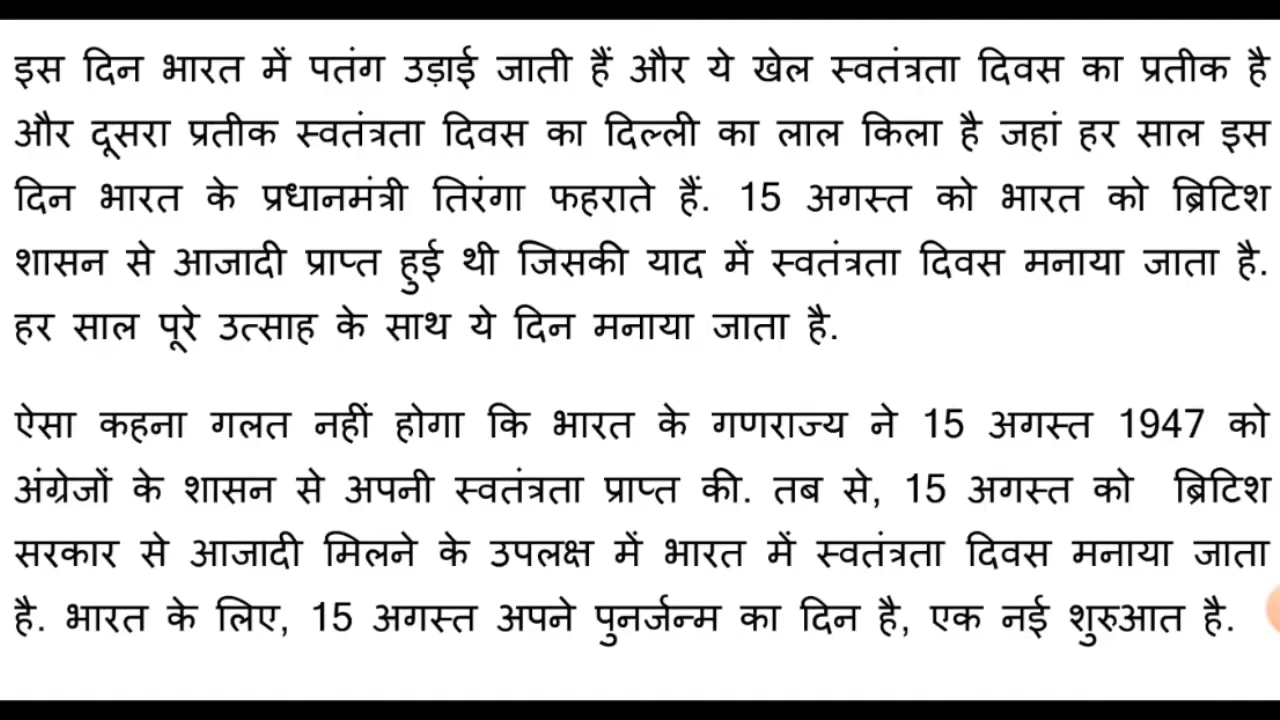 इस दिन भारत में पतंग उड़ाई जाती हैं और ये खेल स्वतंत्रता दिवस का प्रतीक है
और दूसरा प्रतीक स्वतंत्रता दिवस का दिल्ली का लाल किला है जहां हर साल इस
दिन भारत के प्रधानमंत्री तिरंगा फहराते हैं. 15 अगस्त को भारत को ब्रिटिश
शासन से आजादी प्राप्त हुई थी जिसकी याद में स्वतंत्रता दिवस मनाया जाता है.
हर साल पूरे उत्साह के साथ ये दिन मनाया जाता है.
ऐसा कहना गलत नहीं होगा कि भारत के गणराज्य ने 15 अगस्त 1947 को
अंग्रेजों के शासन से अपनी स्वतंत्रता प्राप्त की. तब से, 15 अगस्त को ब्रिटिश
सरकार से आजादी मिलने के उपलक्ष में भारत में स्वतंत्रता दिवस मनाया जाता
है. भारत के लिए, 15 अगस्त अपने पुनर्जन्म का दिन है, एक नई शुरुआत है.